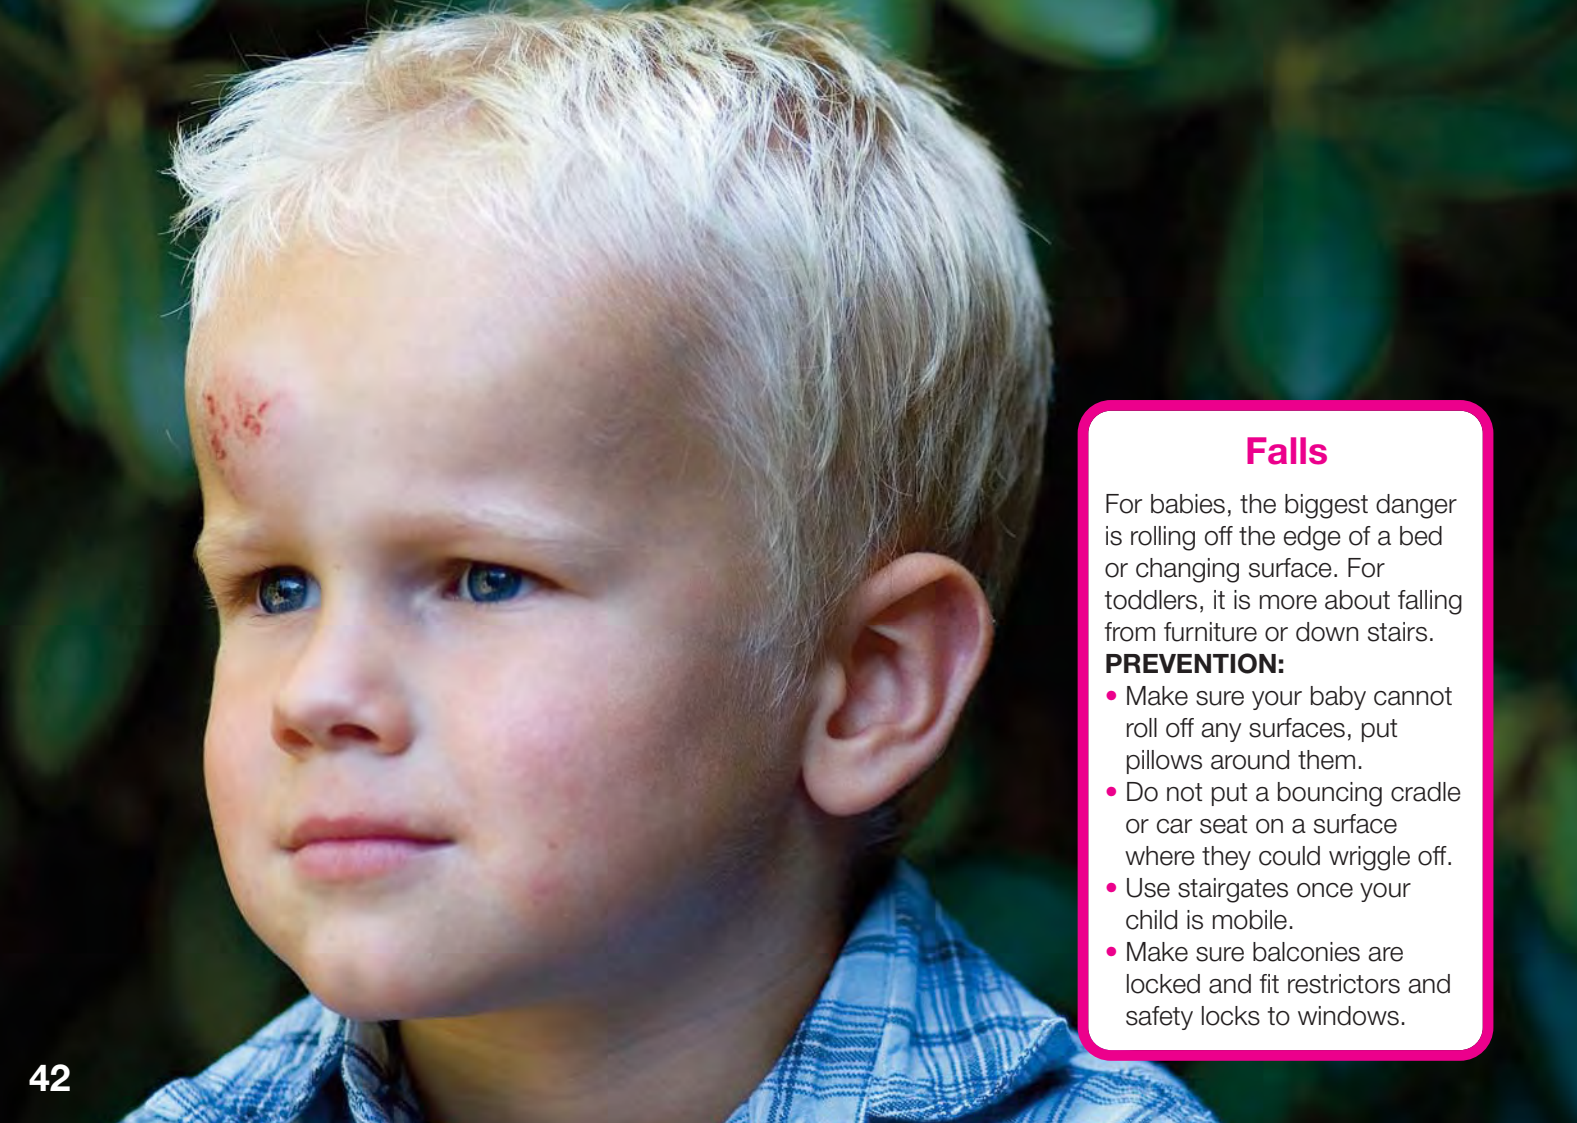 Falls
For babies, the biggest danger
is rolling off the edge of a bed
or changing surface. For
toddlers, it is more about falling
from furniture or down stairs.
PREVENTION:
• Make sure your baby cannot
roll off any surfaces, put
pillows around them.
• Do not put a bouncing cradle
or car seat on a surface
where they could wriggle off.
• Use stairgates once your
child is mobile.
• Make sure balconies are
locked and fit restrictors and
safety locks to windows.
42